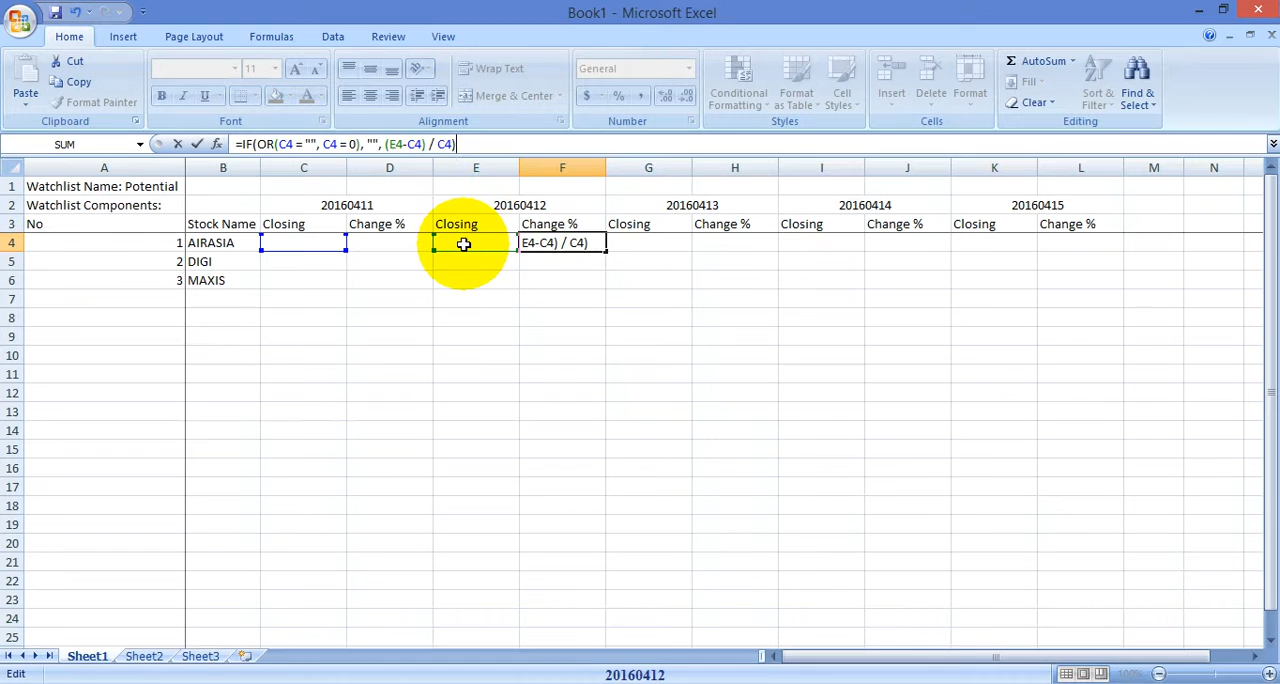 Book1 - Microsoft Excel
Home Insert Page Layout Formulas Data Review View
Paste
Cut
Copy
Format Painter
Clipboard
11 A A
B I U A
Font
Wrap Text
Merge & Center
Alignment
General
$ % ,
Number
Conditional Formatting
Format as Table
Cell Styles
Styles
Insert Delete Format
Cells
Σ AutoSum
Fill
Clear
Sort & Filter
Find & Select
Editing
SUM fx =IF(OR(C4 = "", C4 = 0), "", (E4-C4) / C4)
A B C D E F G H I J K L M N
1 Watchlist Name: Potential
2 Watchlist Components: 20160411 20160412 20160413 20160414 20160415
3 No Stock Name Closing Change % Closing Change % Closing Change % Closing Change % Closing Change %
4 1 AIRASIA E4-C4) / C4)
5 2 DIGI
6 3 MAXIS
7
8
9
10
11
12
13
14
15
16
17
18
19
20
21
22
23
24
25
Sheet1 Sheet2 Sheet3
Edit 20160412 100%